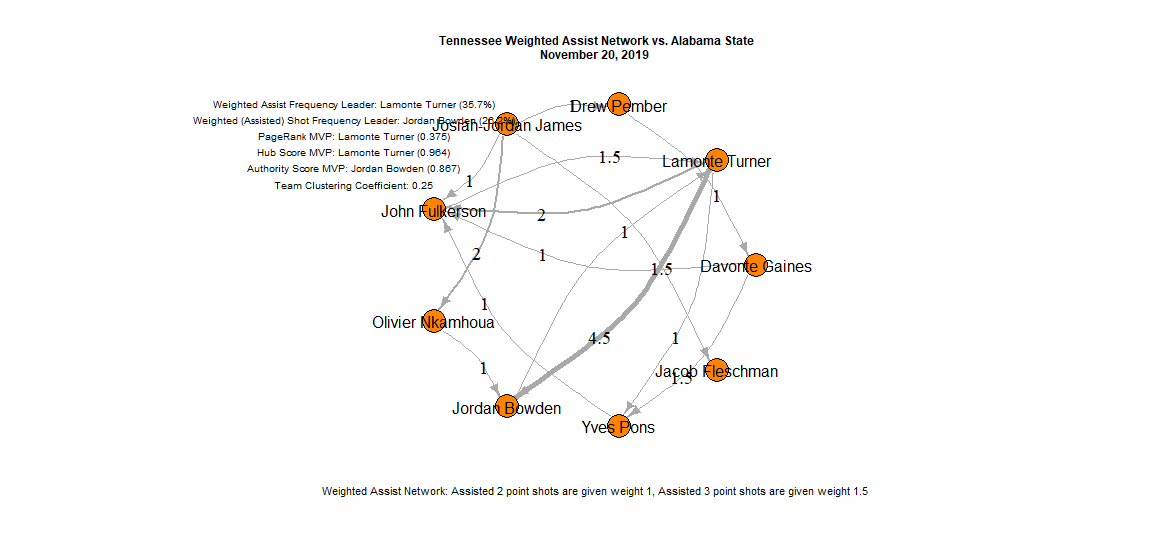 Tennessee Weighted Assist Network vs. Alabama State
November 20, 2019
Weighted Assist Frequency Leader: Lamonte Turner (35.7%)
Drew Pember
1
Weighted (Assisted) Shot Frequency Leader: Jordan Bowden
Josiah-Jordan James
PageRank MVP: Lamonte Turner (0.375)
Hub Score MVP: Lamonte Turner (0.964)
1.5
Lamonte Turner
Authority Score MVP: Jordan Bowden (0.867)
Team Clustering Coefficient: 0.25
1
1
John Fulkerson
2
1
2
1
1.5
Davonte Gaines
1
Olivier Nkamhoua
4.5
1
1
Jacob Fleschman
1.5
Jordan Bowden
Yves Pons
Weighted Assist Network: Assisted 2 point shots are given weight 1, Assisted 3 point shots are given weight 1.5